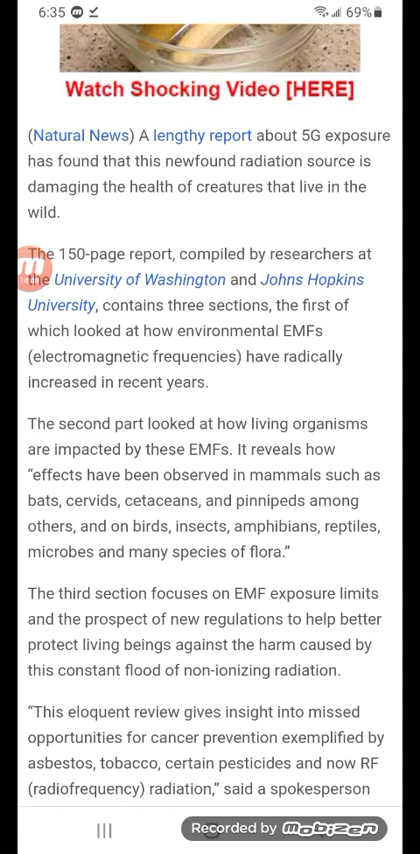 6:35
69%
Watch Shocking Video [HERE]
(Natural News) A lengthy report about 5G exposure
has found that this newfound radiation source is
damaging the health of creatures that live in the
wild.
The 150-page report, compiled by researchers at
the University of Washington and Johns Hopkins
University, contains three sections, the first of
which looked at how environmental EMFs
(electromagnetic frequencies) have radically
increased in recent years.
The second part looked at how living organisms
are impacted by these EMFs. It reveals how
“effects have been observed in mammals such as
bats, cervids, cetaceans, and pinnipeds among
others, and on birds, insects, amphibians, reptiles,
microbes and many species of flora.”
The third section focuses on EMF exposure limits
and the prospect of new regulations to help better
protect living beings against the harm caused by
this constant flood of non-ionizing radiation.
“This eloquent review gives insight into missed
opportunities for cancer prevention exemplified by
asbestos, tobacco, certain pesticides and now RF
(radiofrequency) radiation,” said a spokesperson
Recorded by mobizen